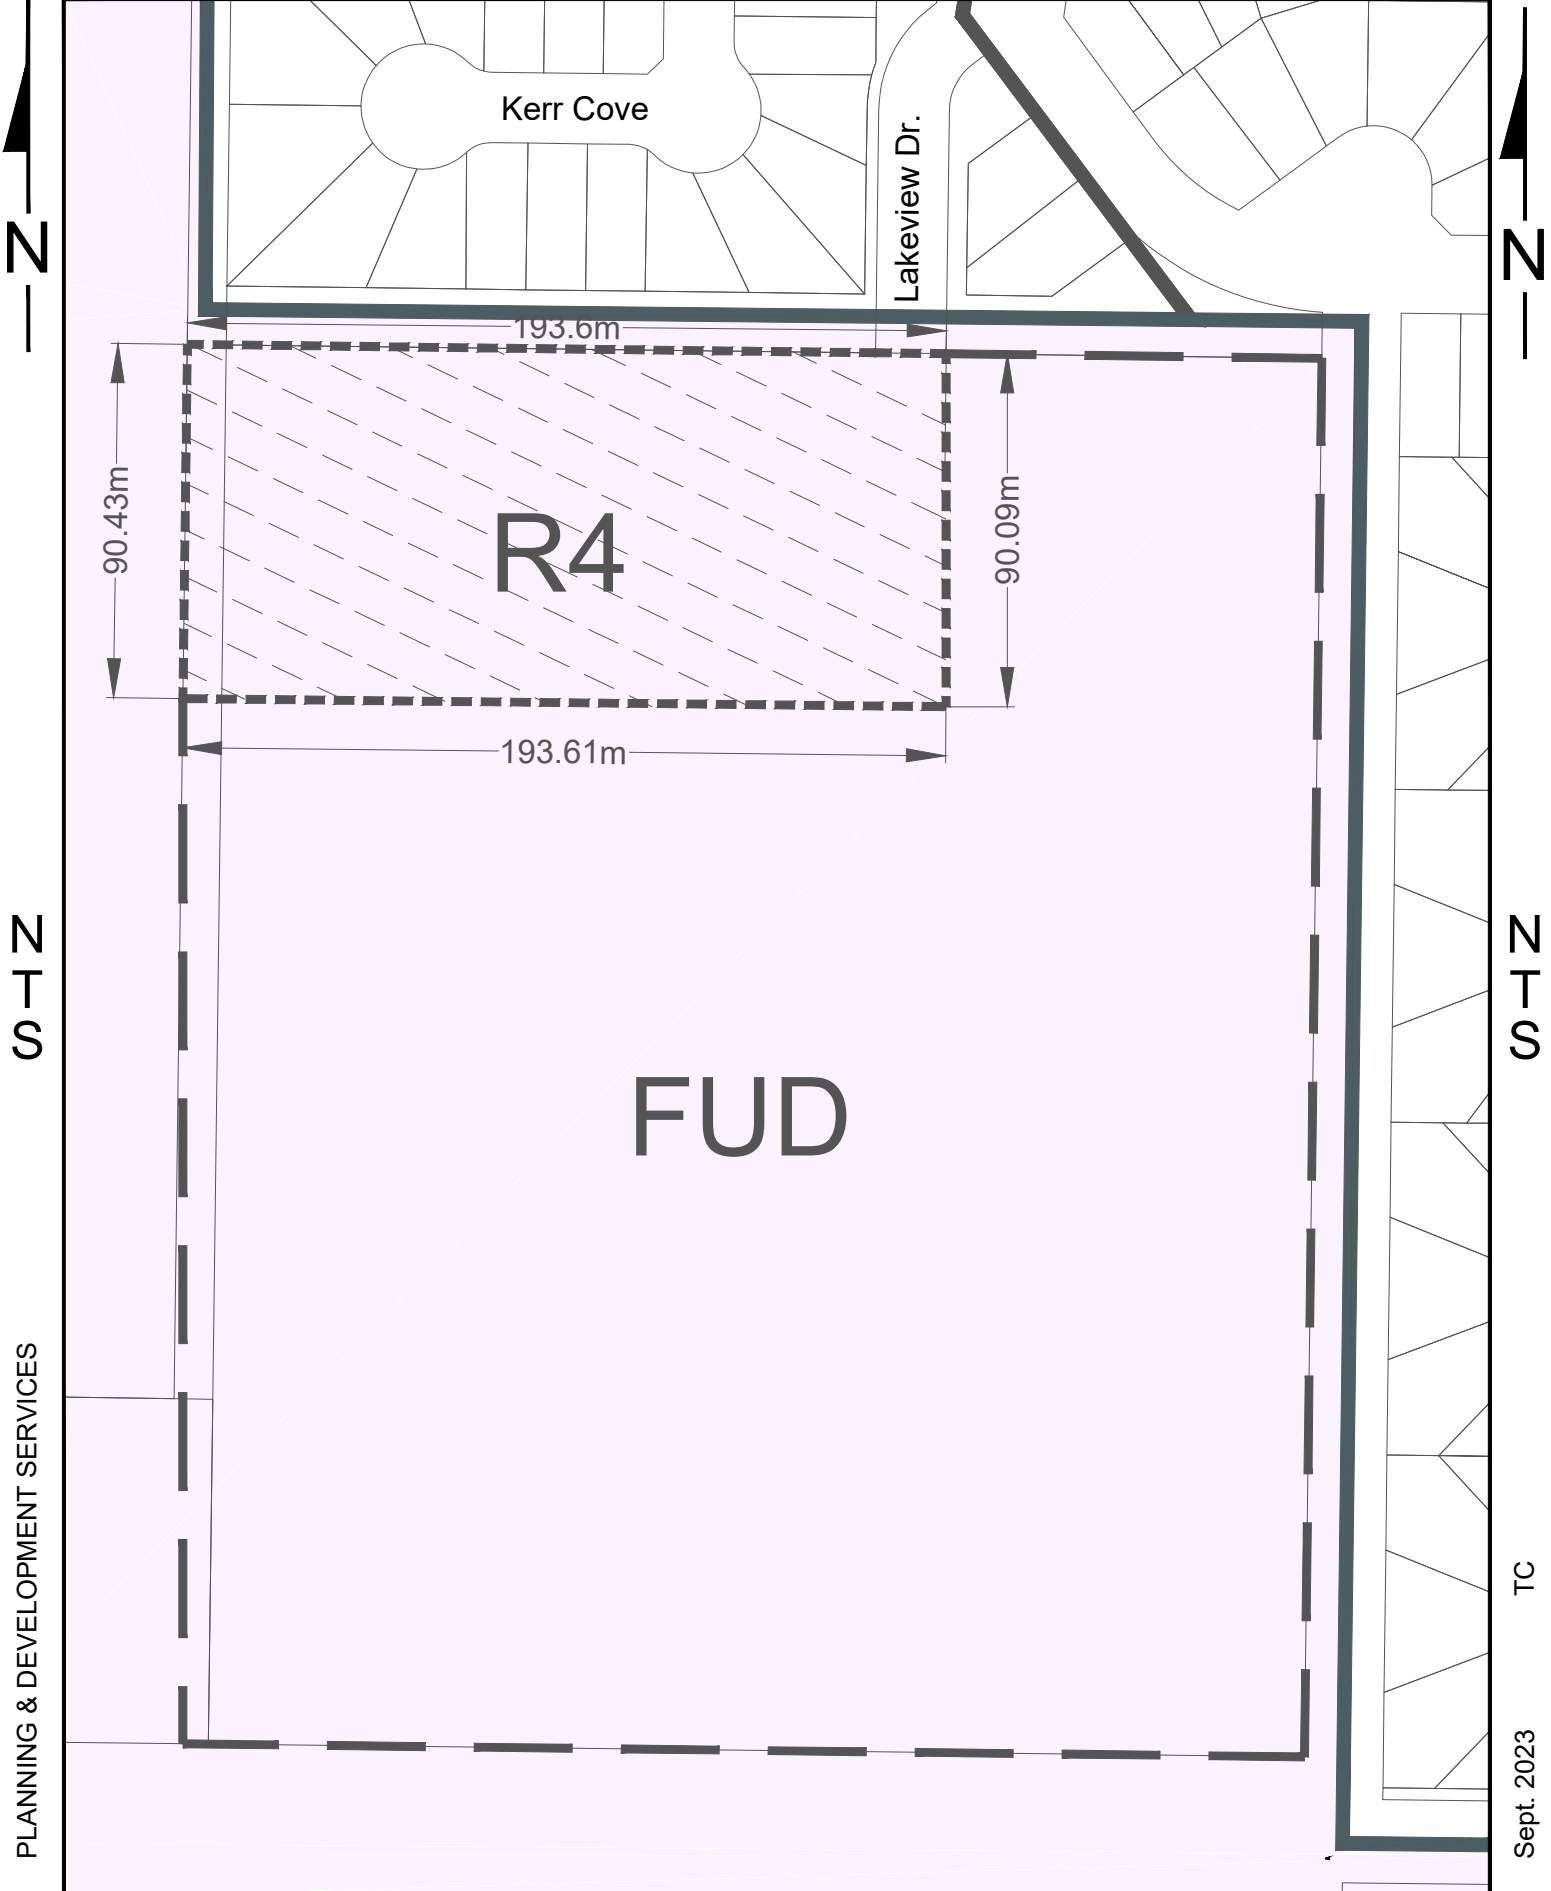 Kerr Cove
Lakeview Dr.
N
N
193.6m
90.43m
90.09m
R4
193.61m
N
T
S
N
T
S
FUD
PLANNING & DEVELOPMENT SERVICES
TC
Sept. 2023